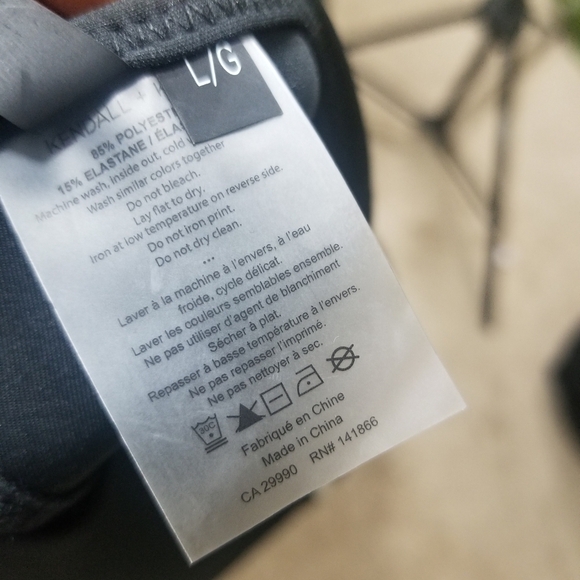 L/G
KENDALL +
85% POLYEST
15% ELASTANE / ÉLA
Machine wash, inside out, cold
Wash similar colors together
Do not bleach.
Lay flat to dry.
Iron at low temperature on reverse side.
Do not iron print.
Do not dry clean.
...
Laver à la machine à l'envers, à l'eau
froide, cycle délicat.
Laver les couleurs semblables ensemble.
Ne pas utiliser d'agent de blanchiment
Sécher à plat.
Repasser à basse température à l'envers.
Ne pas repasser l'imprimé.
Ne pas nettoyer à sec.
30C
Fabriqué en Chine
Made in China
CA 29990 RN# 141866